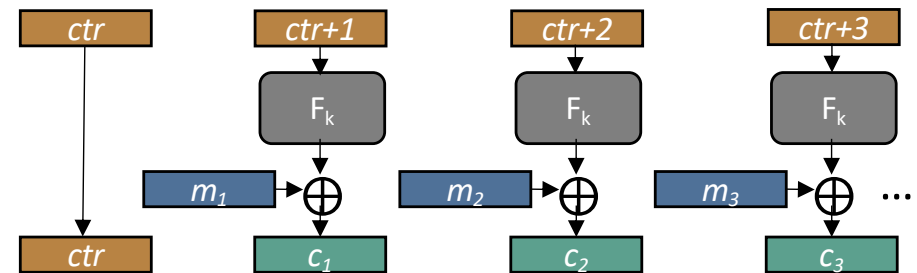 ctr ctr+1 ctr+2 ctr+3
Fk Fk Fk
m1 m2 m3 ...
ctr c1 c2 c3